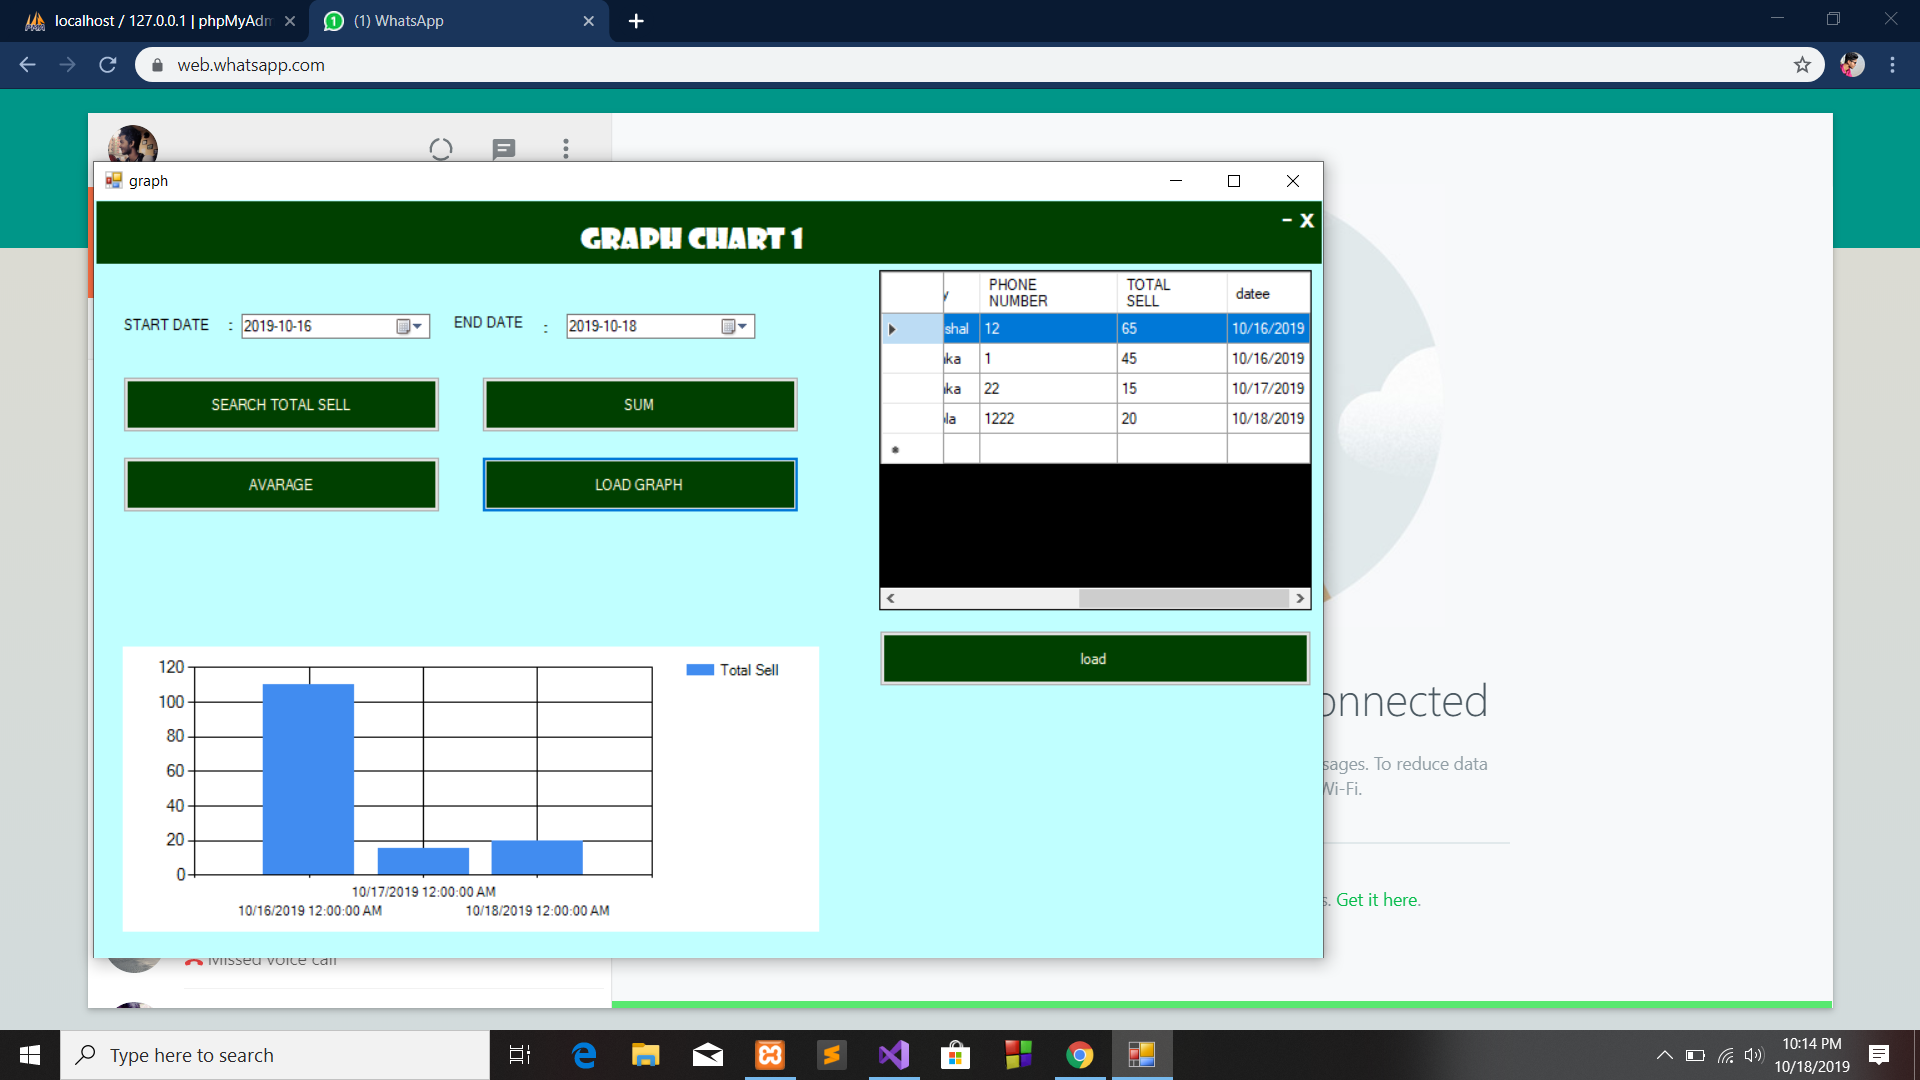 localhost / 127.0.0.1 | phpMyAdm
(1) WhatsApp
web.whatsapp.com
graph
GRAPH CHART 1
- X
START DATE : 2019-10-16
END DATE : 2019-10-18
SEARCH TOTAL SELL
SUM
AVARAGE
LOAD GRAPH
y PHONE NUMBER TOTAL SELL datee
shal 12 65 10/16/2019
ka 1 45 10/16/2019
ka 22 15 10/17/2019
la 1222 20 10/18/2019
load
120
100
80
60
40
20
0
Total Sell
10/17/2019 12:00:00 AM
10/16/2019 12:00:00 AM
10/18/2019 12:00:00 AM
onnected
sages. To reduce data
Wi-Fi.
s. Get it here.
Missed voice call
Type here to search
10:14 PM
10/18/2019